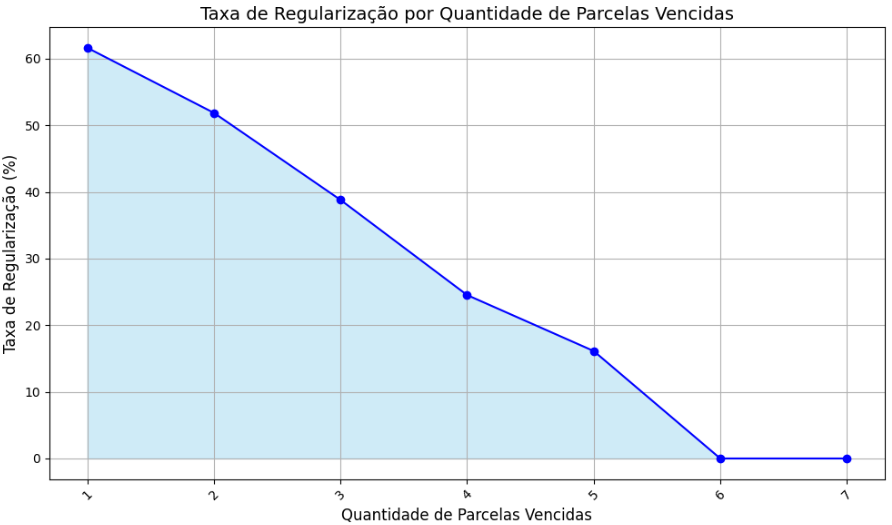 Taxa de Regularização por Quantidade de Parcelas Vencidas
Taxa de Regularização (%)
60
50
40
30
20
10
0
1 2 3 4 5 6 7
Quantidade de Parcelas Vencidas